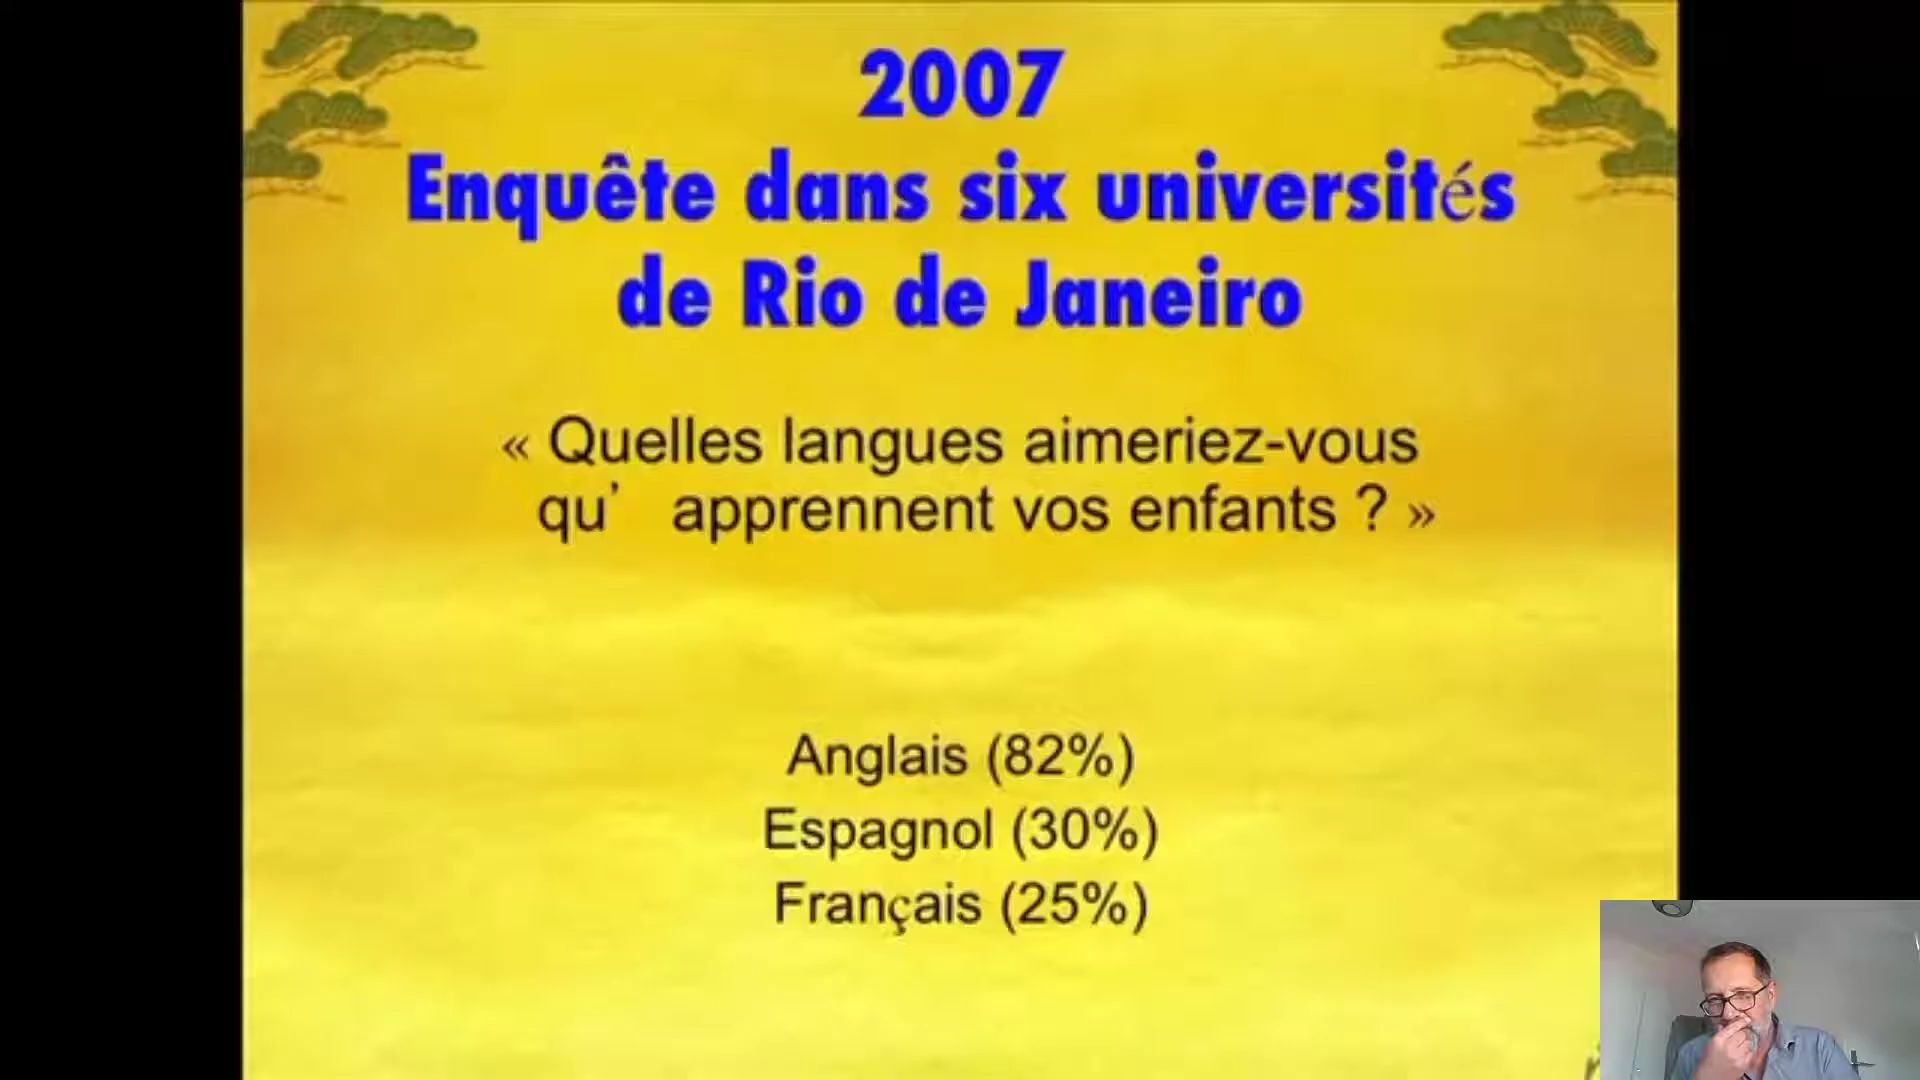 2007
Enquête dans six universités
de Rio de Janeiro
« Quelles langues aimeriez-vous
qu’ apprennent vos enfants ? »
Anglais (82%)
Espagnol (30%)
Français (25%)